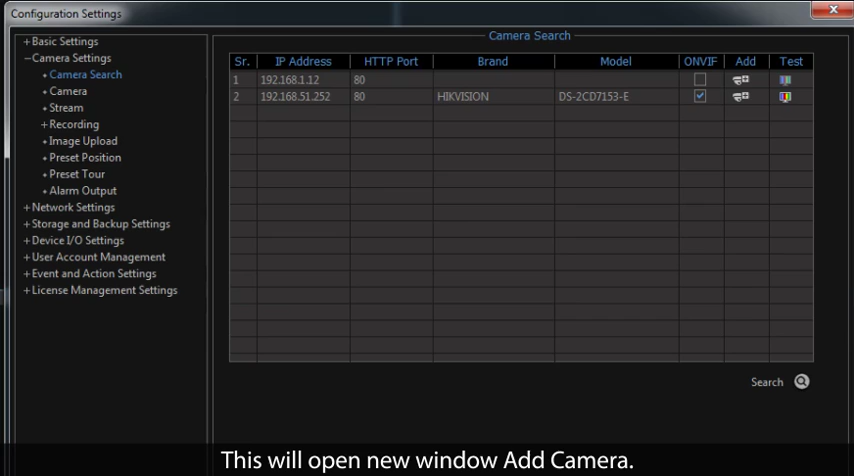 Configuration Settings
x
+Basic Settings
−Camera Settings
Camera Search
Camera
Stream
+Recording
Image Upload
Preset Position
Preset Tour
Alarm Output
+Network Settings
+Storage and Backup Settings
+Device I/O Settings
+User Account Management
+Event and Action Settings
+License Management Settings
Camera Search
Sr. IP Address HTTP Port Brand Model ONVIF Add Test
1 192.168.1.12 80
2 192.168.51.252 80 HIKVISION DS-2CD7153-E
Search
This will open new window Add Camera.